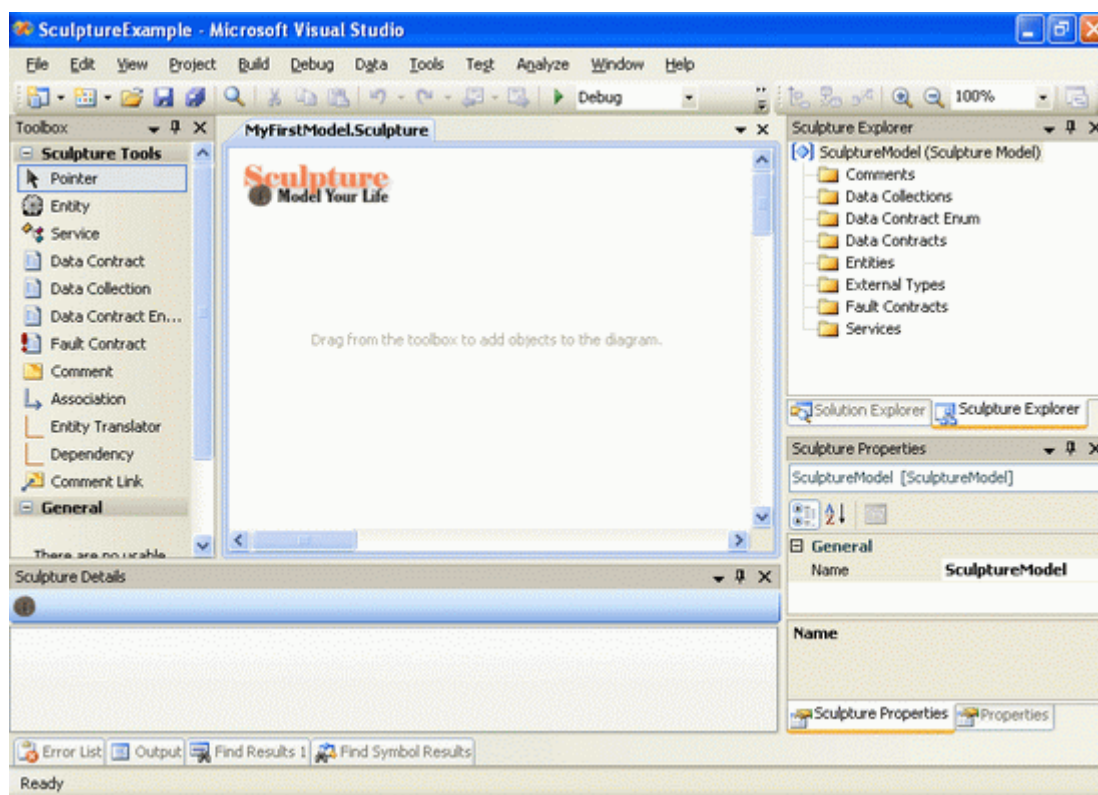 SculptureExample - Microsoft Visual Studio
File Edit View Project Build Debug Data Tools Test Analyze Window Help
Debug 100%
Toolbox
Sculpture Tools
Pointer
Entity
Service
Data Contract
Data Collection
Data Contract En...
Fault Contract
Comment
Association
Entity Translator
Dependency
Comment Link
General
There are no usable
MyFirstModel.Sculpture
Sculpture
Model Your Life
Drag from the toolbox to add objects to the diagram.
Sculpture Explorer
SculptureModel (Sculpture Model)
Comments
Data Collections
Data Contract Enum
Data Contracts
Entities
External Types
Fault Contracts
Services
Solution Explorer Sculpture Explorer
Sculpture Properties
SculptureModel [SculptureModel]
General
Name SculptureModel
Name
Sculpture Properties Properties
Sculpture Details
Error List Output Find Results 1 Find Symbol Results
Ready